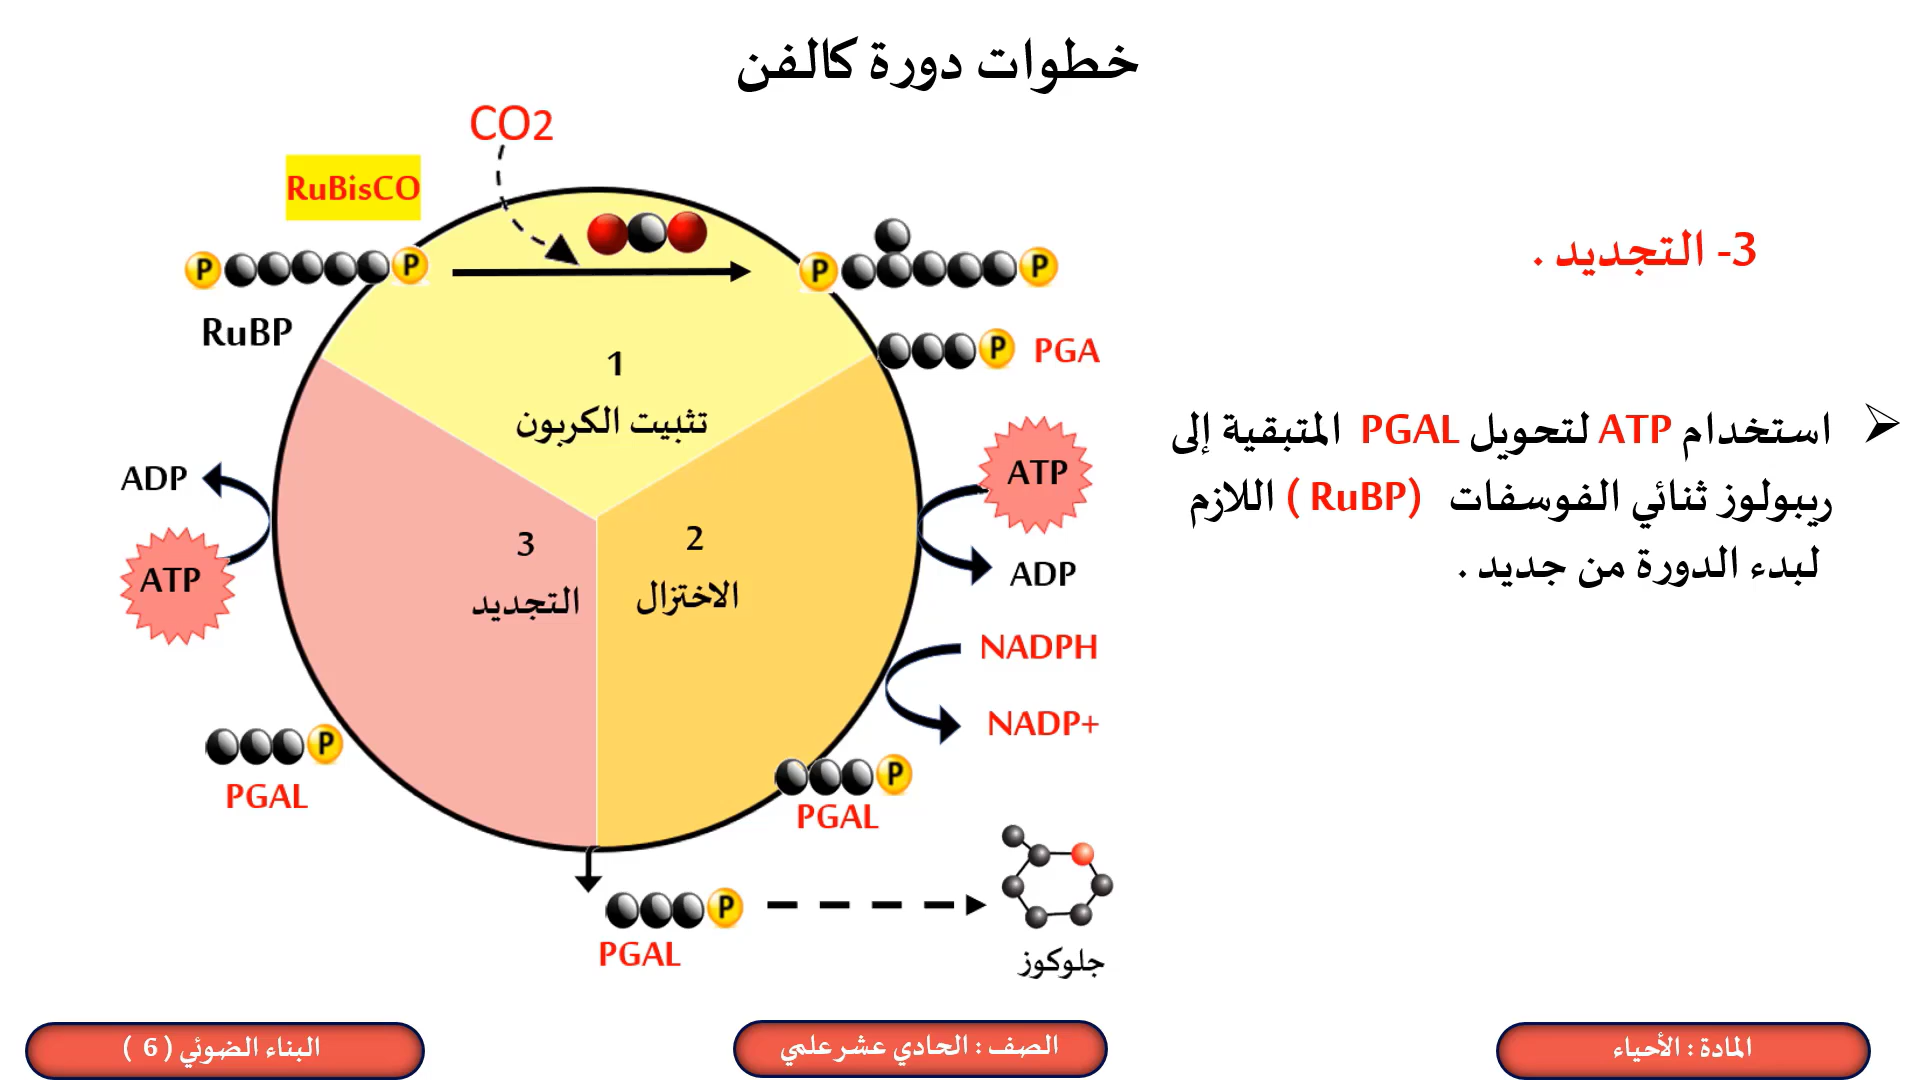 خطوات دورة كالفن
CO2
RuBisCO
P
P
P
P
RuBP
P
PGA
1
تثبيت الكربون
ADP
ATP
ATP
ADP
3
التجديد
2
الاختزال
NADPH
NADP+
P
PGAL
P
PGAL
P
PGAL
جلوكوز
3- التجديد .
استخدام ATP لتحويل PGAL المتبقية إلى
ريبولوز ثنائي الفوسفات (RuBP ) اللازم
لبدء الدورة من جديد .
المادة : الأحياء
الصف : الحادي عشر علمي
البناء الضوئي ( 6 )